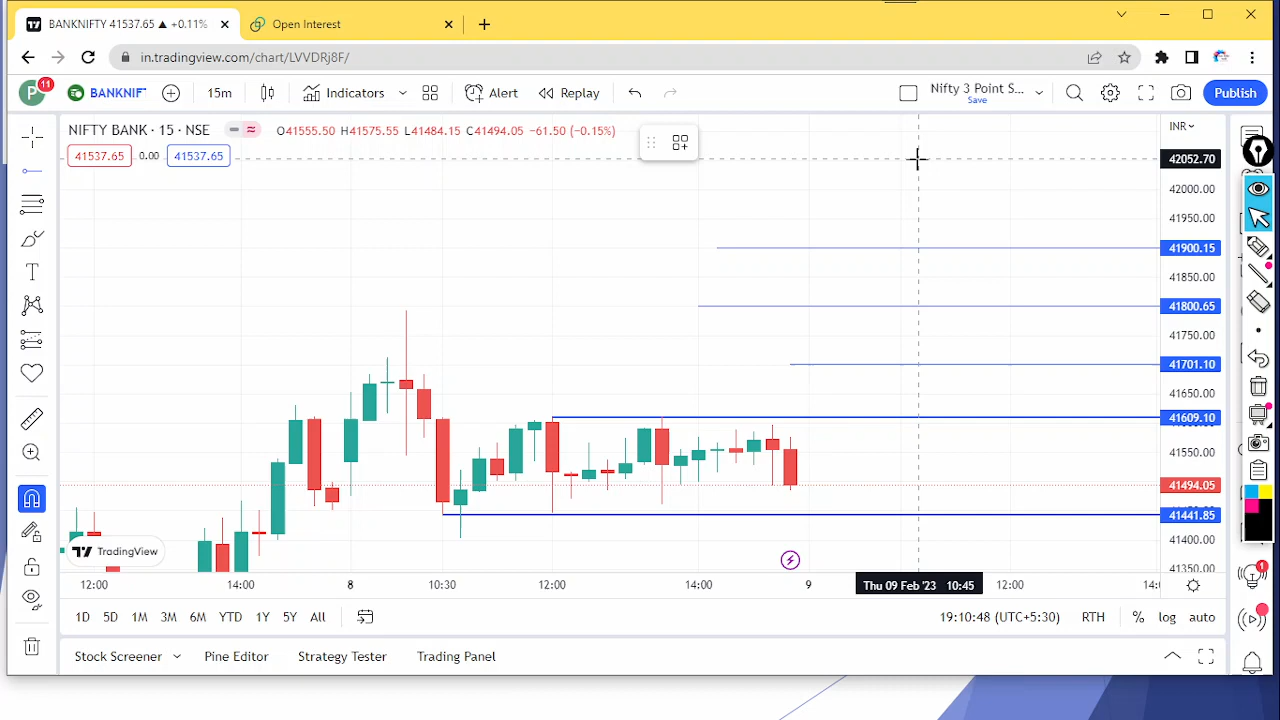 BANKNIFTY 41537.65 ▲ +0.11%
Open Interest
in.tradingview.com/chart/LVVDRj8F/
P 11
BANKNIF
15m
Indicators
Alert
Replay
Nifty 3 Point S...
Save
Publish
NIFTY BANK · 15 · NSE
O41555.50 H41575.55 L41484.15 C41494.05 -61.50 (-0.15%)
INR
41537.65 0.00 41537.65
42052.70
42000.00
41950.00
41900.15
41850.00
41800.65
41750.00
41701.10
41650.00
41609.10
41550.00
41494.05
41441.85
41400.00
41350.00
TradingView
12:00 14:00 8 10:30 12:00 14:00 9 Thu 09 Feb '23 10:45 12:00
1D 5D 1M 3M 6M YTD 1Y 5Y All
19:10:48 (UTC+5:30) RTH % log auto
1
Stock Screener Pine Editor Strategy Tester Trading Panel